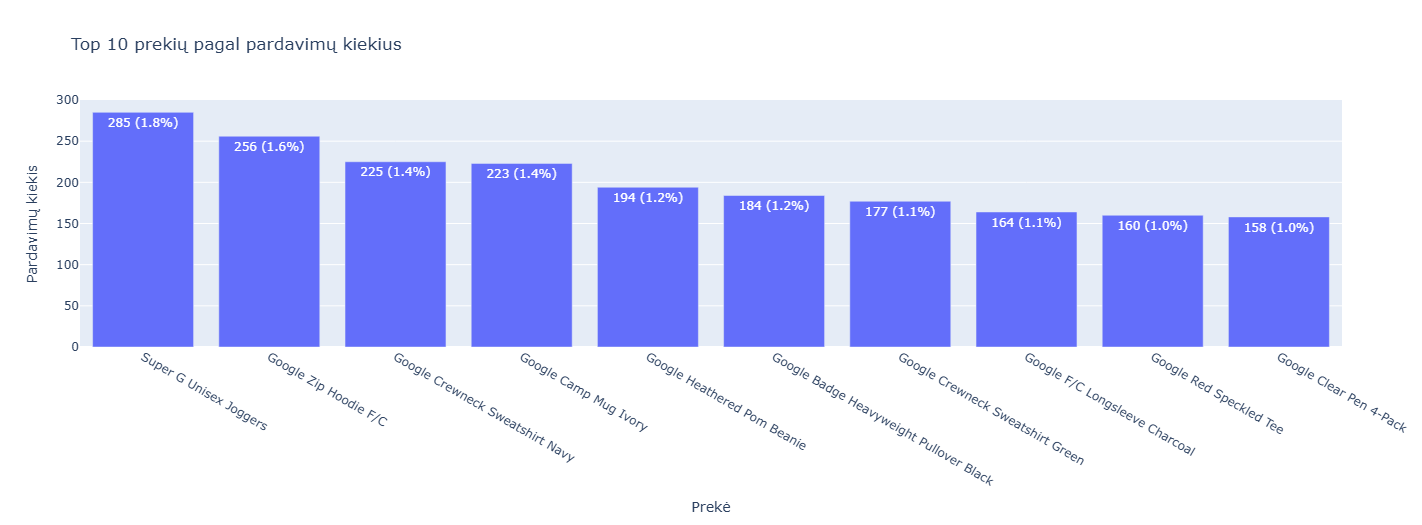 Top 10 prekių pagal pardavimų kiekius
Pardavimų kiekis
300
250
200
150
100
50
0
285 (1.8%)
256 (1.6%)
225 (1.4%)
223 (1.4%)
194 (1.2%)
184 (1.2%)
177 (1.1%)
164 (1.1%)
160 (1.0%)
158 (1.0%)
Super G Unisex Joggers
Google Zip Hoodie F/C
Google Crewneck Sweatshirt Navy
Google Camp Mug Ivory
Google Heathered Pom Beanie
Google Badge Heavyweight Pullover Black
Google Crewneck Sweatshirt Green
Google F/C Longsleeve Charcoal
Google Red Speckled Tee
Google Clear Pen 4-Pack
Prekė